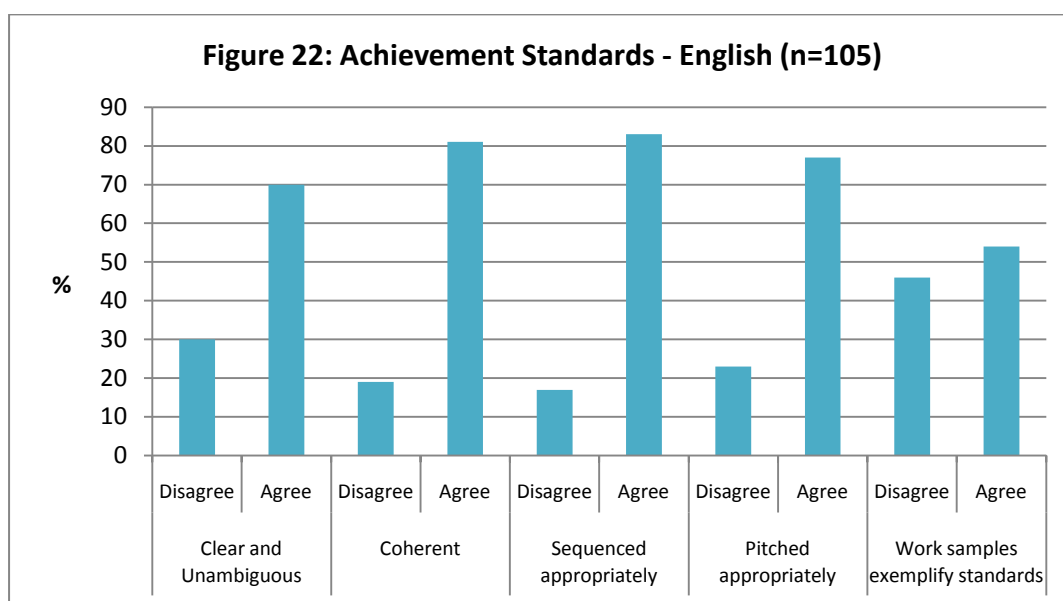 Figure 22: Achievement Standards - English (n=105)
90
80
70
60
50
40
30
20
10
0
%
Disagree Agree Disagree Agree Disagree Agree Disagree Agree Disagree Agree
Clear and Unambiguous
Coherent
Sequenced appropriately
Pitched appropriately
Work samples exemplify standards